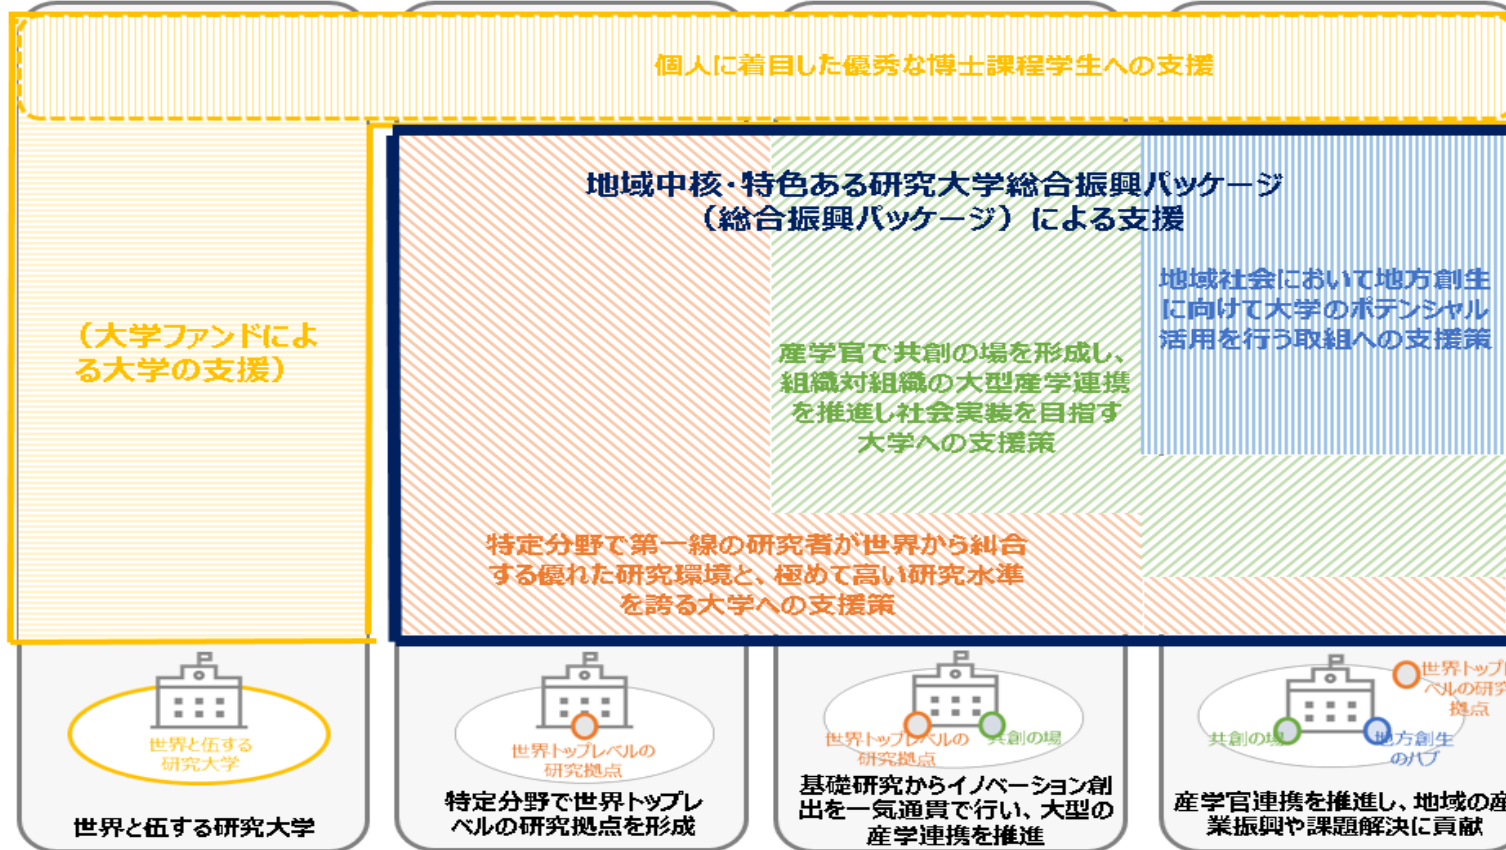 個人に着目した優秀な博士課程学生への支援
地域中核・特色ある研究大学総合振興パッケージ
（総合振興パッケージ）による支援
（大学ファンドによ
る大学の支援）
地域社会において地方創生
に向けて大学のポテンシャル
活用を行う取組への支援策
産学官で共創の場を形成し、
組織対組織の大型産学連携
を推進し社会実装を目指す
大学への支援策
特定分野で第一線の研究者が世界から糾合
する優れた研究環境と、極めて高い研究水準
を誇る大学への支援策
世界と伍する
研究大学
世界と伍する研究大学
世界トップレベルの
研究拠点
特定分野で世界トップレ
ベルの研究拠点を形成
世界トップレベルの
研究拠点
共創の場
基礎研究からイノベーション創
出を一気通貫で行い、大型の
産学連携を推進
世界トップレ
ベルの研究
拠点
共創の場
地方創生
のハブ
産学官連携を推進し、地域の産
業振興や課題解決に貢献